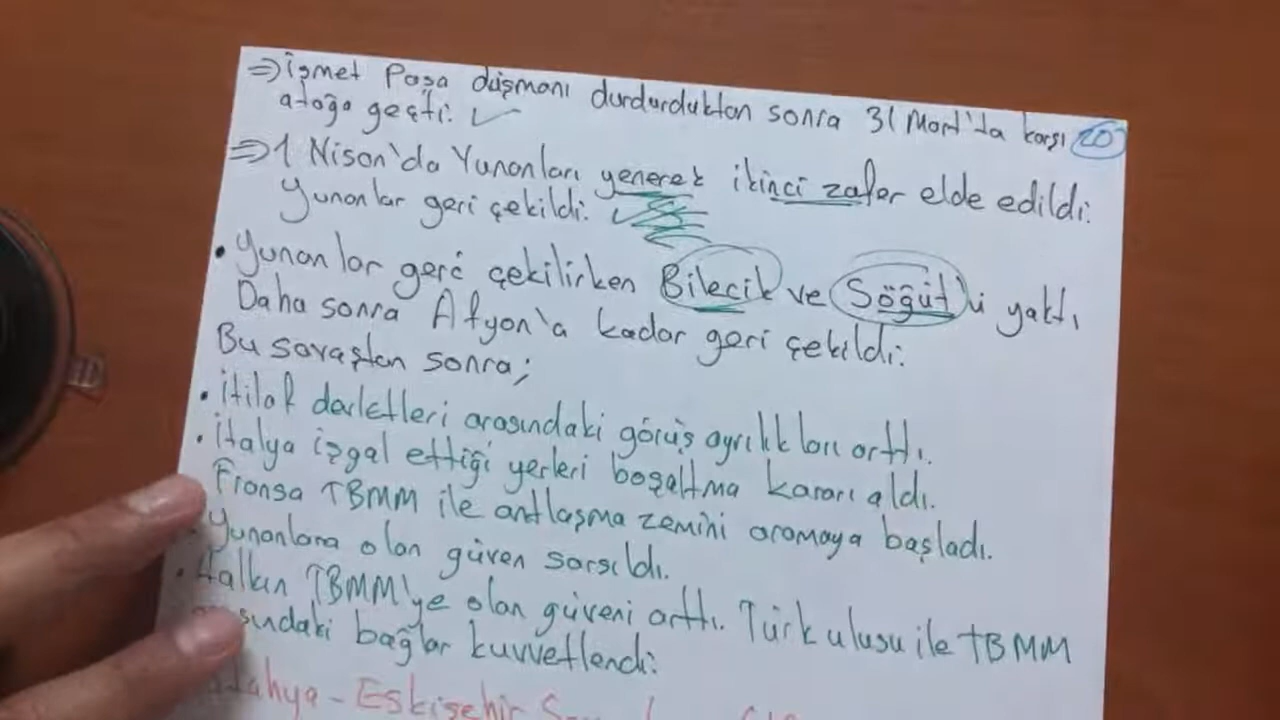 ⇒ İsmet Paşa düşmanı durdurduktan sonra 31 Mart'ta karşı 20
atağa geçti. ✓
⇒ 1 Nisan'da Yunanları yenerek ikinci zafer elde edildi.
Yunanlar geri çekildi.
• Yunanlar geri çekilirken Bilecik ve Söğüt'ü yaktı
Daha sonra Afyon'a kadar geri çekildi.
Bu savaştan sonra;
• İtilaf devletleri arasındaki görüş ayrılıkları arttı.
• İtalya işgal ettiği yerleri boşaltma kararı aldı.
Fransa TBMM ile antlaşma zemini aramaya başladı.
• Yunanlara olan güven sarsıldı.
• Halkın TBMM'ye olan güveni arttı. Türk ulusu ile TBMM
arasındaki bağlar kuvvetlendi.
Kütahya - Eskişehir